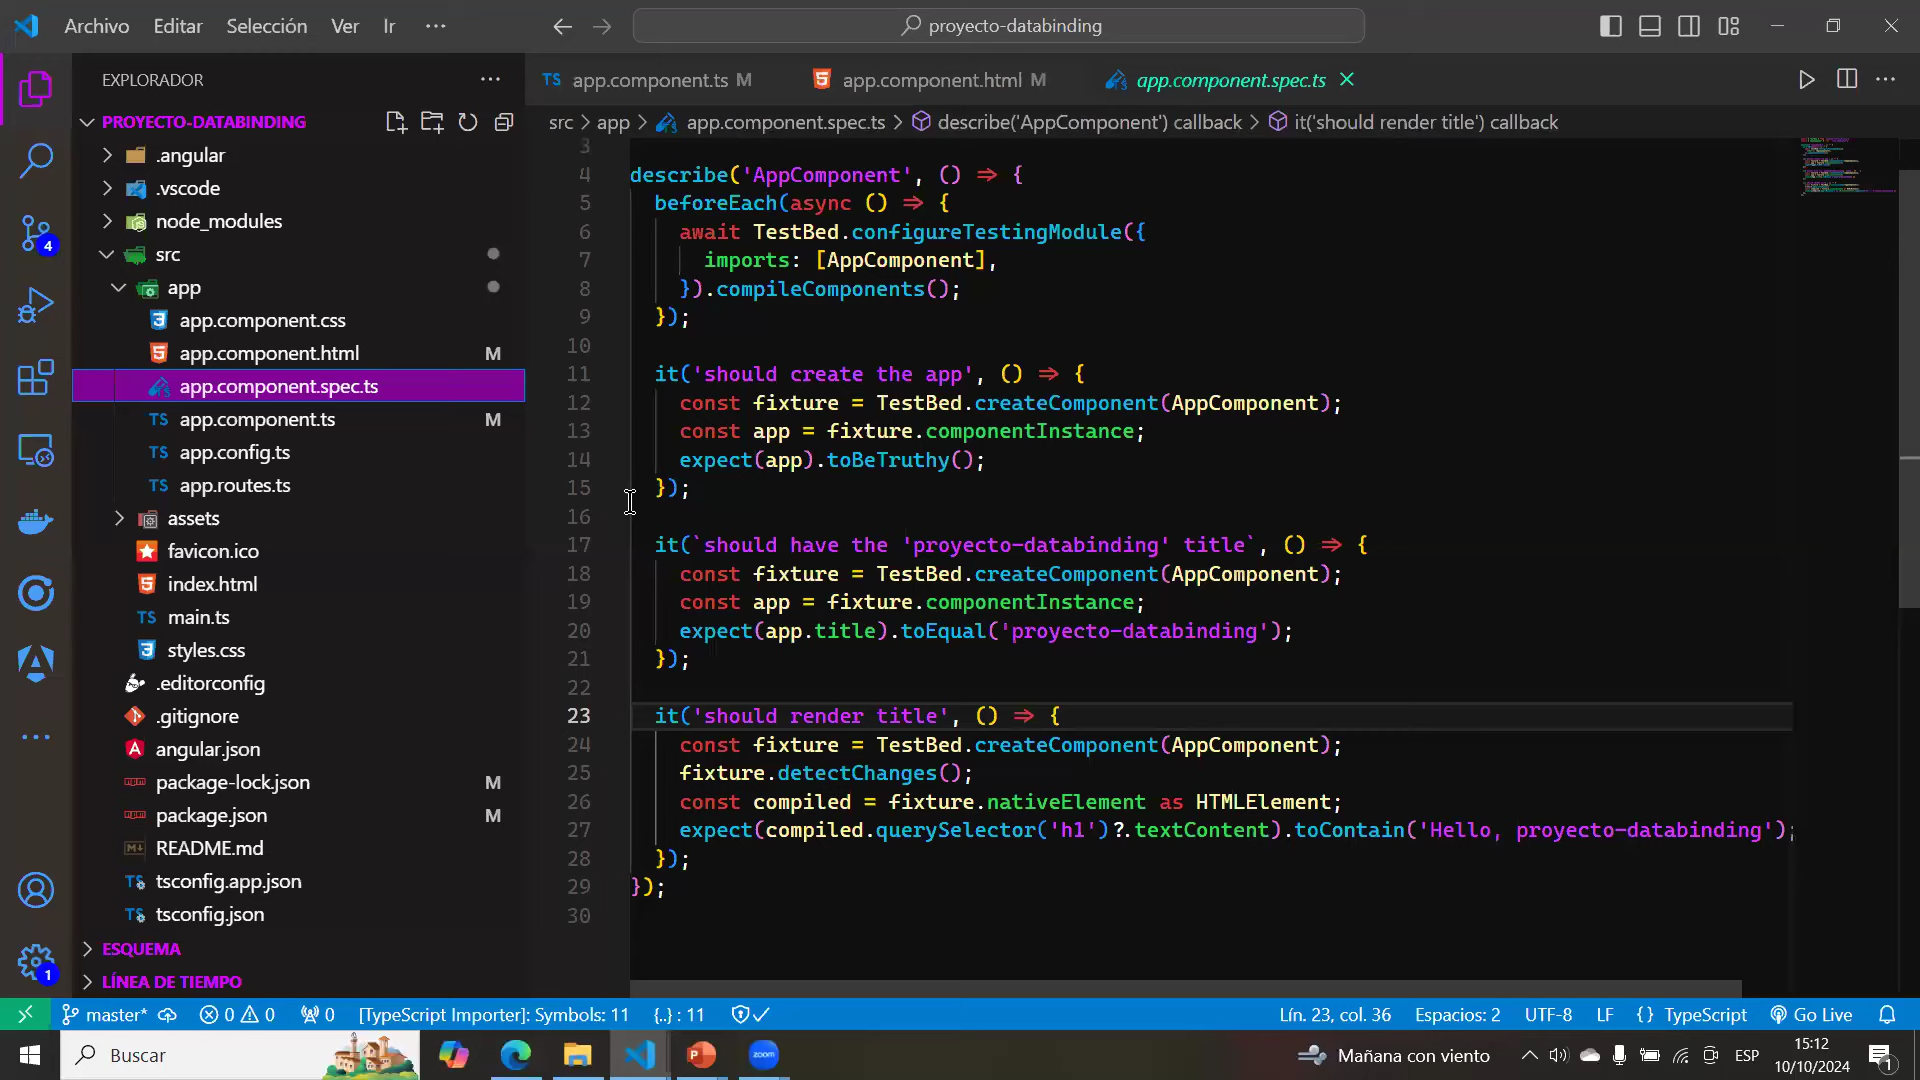 Archivo Editar Selección Ver Ir ··· proyecto-databinding
EXPLORADOR ···
PROYECTO-DATABINDING
.angular
.vscode
node_modules
src
app
app.component.css
app.component.html M
app.component.spec.ts
TS app.component.ts M
TS app.config.ts
TS app.routes.ts
assets
favicon.ico
index.html
TS main.ts
styles.css
.editorconfig
.gitignore
angular.json
package-lock.json M
package.json M
README.md
tsconfig.app.json
tsconfig.json
ESQUEMA
LÍNEA DE TIEMPO
4
1
TS app.component.ts M app.component.html M app.component.spec.ts
src > app > app.component.spec.ts > describe('AppComponent') callback > it('should render title') callback
3
4 describe('AppComponent', () => {
5 beforeEach(async () => {
6 await TestBed.configureTestingModule({
7 imports: [AppComponent],
8 }).compileComponents();
9 });
10
11 it('should create the app', () => {
12 const fixture = TestBed.createComponent(AppComponent);
13 const app = fixture.componentInstance;
14 expect(app).toBeTruthy();
15 });
16
17 it(`should have the 'proyecto-databinding' title`, () => {
18 const fixture = TestBed.createComponent(AppComponent);
19 const app = fixture.componentInstance;
20 expect(app.title).toEqual('proyecto-databinding');
21 });
22
23 it('should render title', () => {
24 const fixture = TestBed.createComponent(AppComponent);
25 fixture.detectChanges();
26 const compiled = fixture.nativeElement as HTMLElement;
27 expect(compiled.querySelector('h1')?.textContent).toContain('Hello, proyecto-databinding');
28 });
29 });
30
master* 0 0 0 [TypeScript Importer]: Symbols: 11 {..} : 11 Lín. 23, col. 36 Espacios: 2 UTF-8 LF {} TypeScript Go Live
Buscar zoom Mañana con viento ESP 15:12
10/10/2024 1